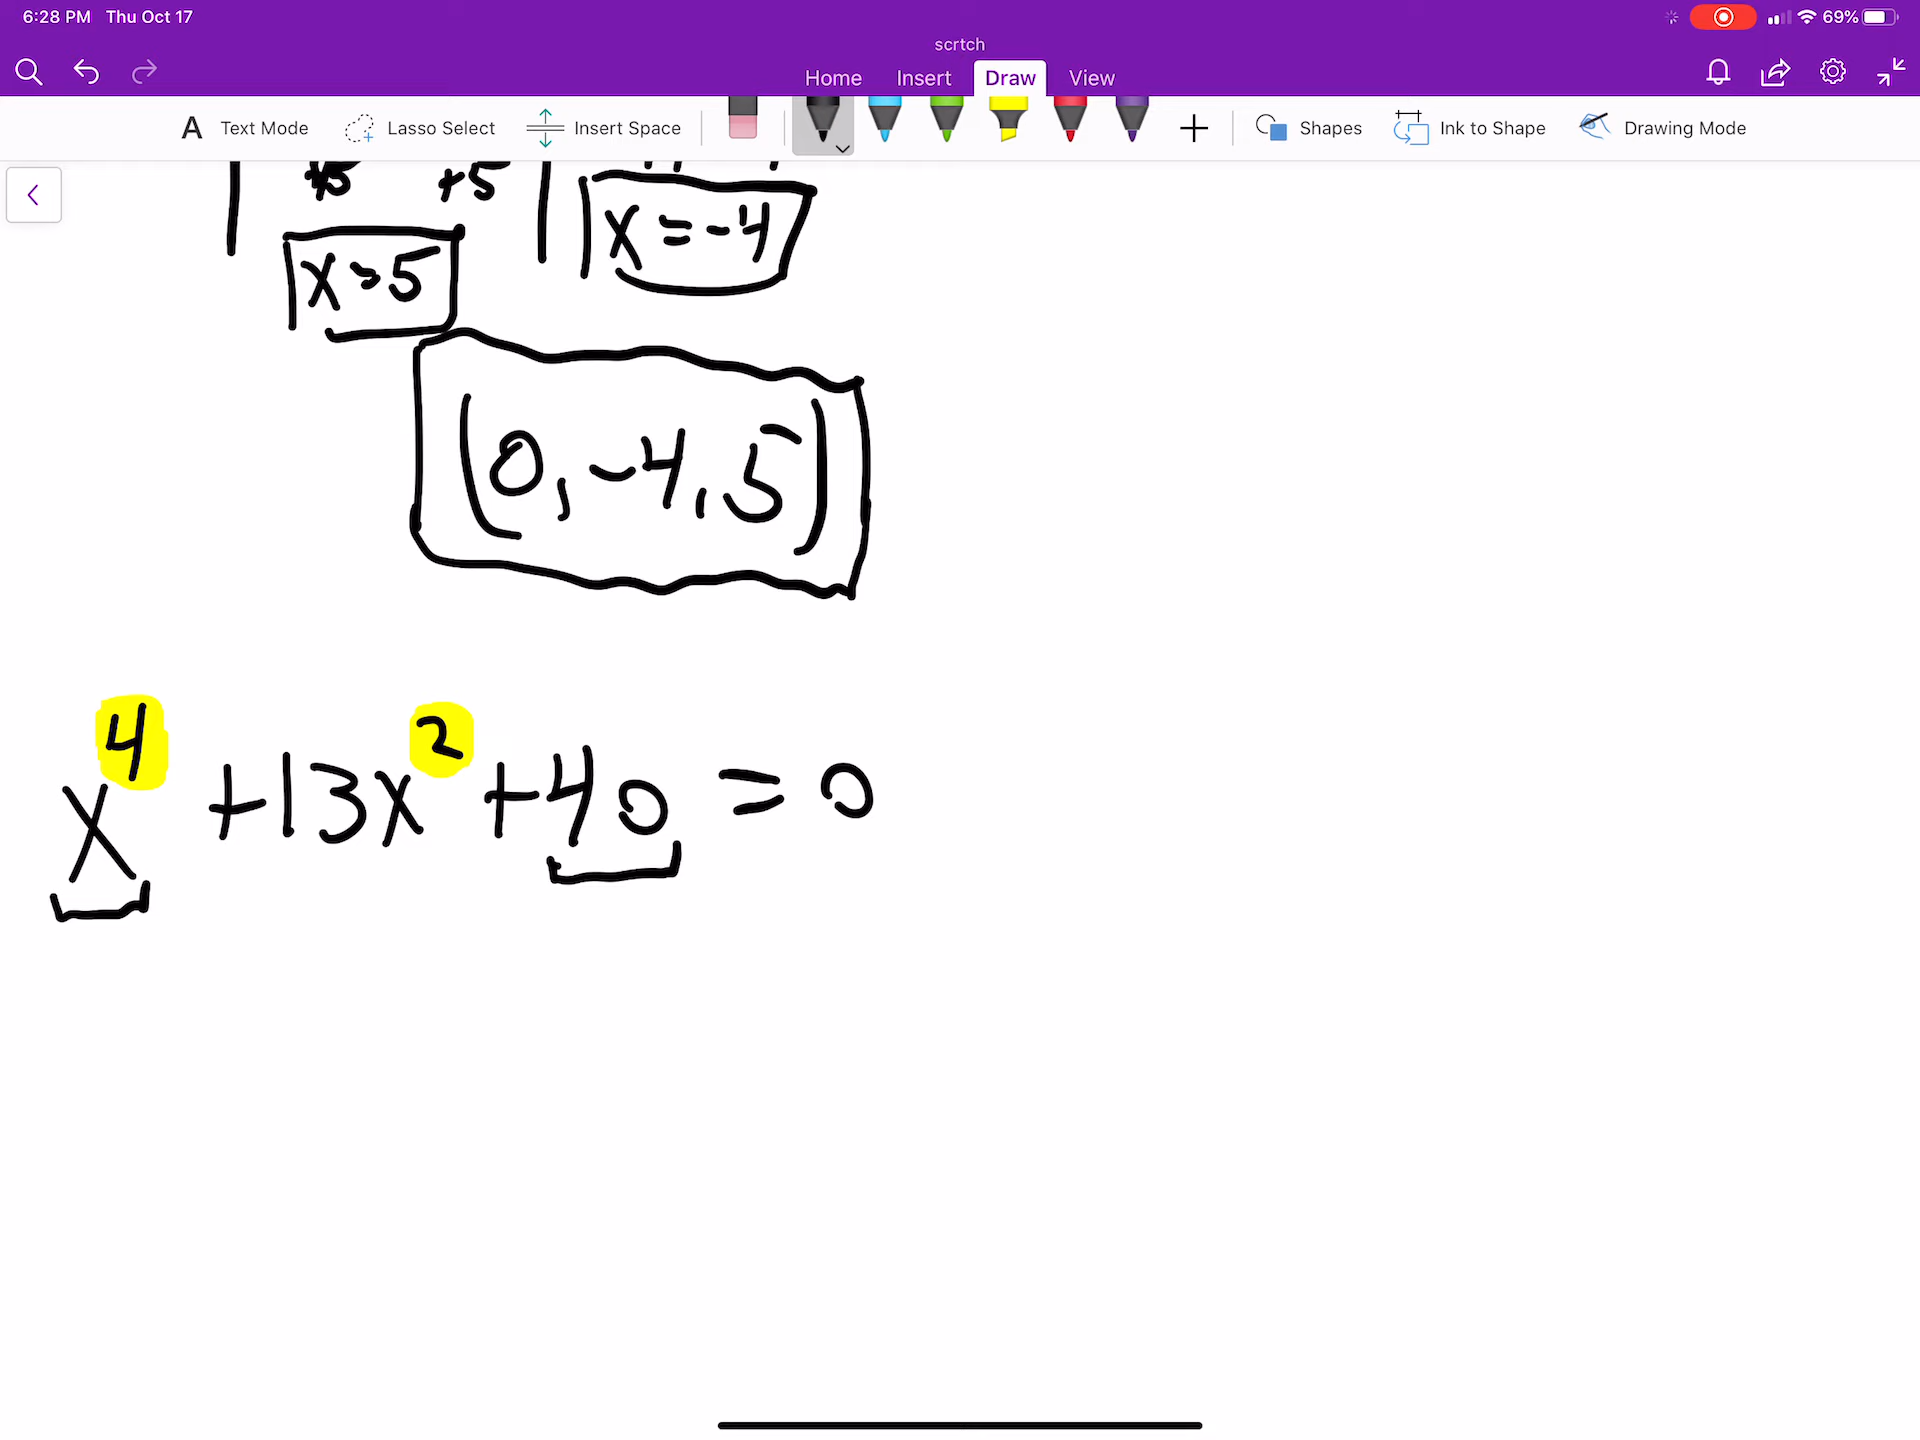 6:28 PM Thu Oct 17
69%
scrtch
Home Insert Draw View
A Text Mode Lasso Select Insert Space Shapes Ink to Shape Drawing Mode
+5 +5
x = -4
x = 5
(0, -4, 5)
x⁴ + 13x² + 40 = 0